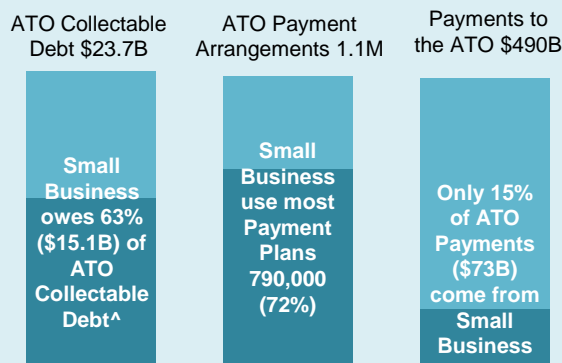 ATO Collectable
Debt $23.7B
Small
Business
owes 63%
($15.1B) of
ATO
Collectable
Debt^
ATO Payment
Arrangements 1.1M
Small
Business
use most
Payment
Plans
790,000
(72%)
Payments to
the ATO $490B
Only 15%
of ATO
Payments
($73B)
come from
Small
Business